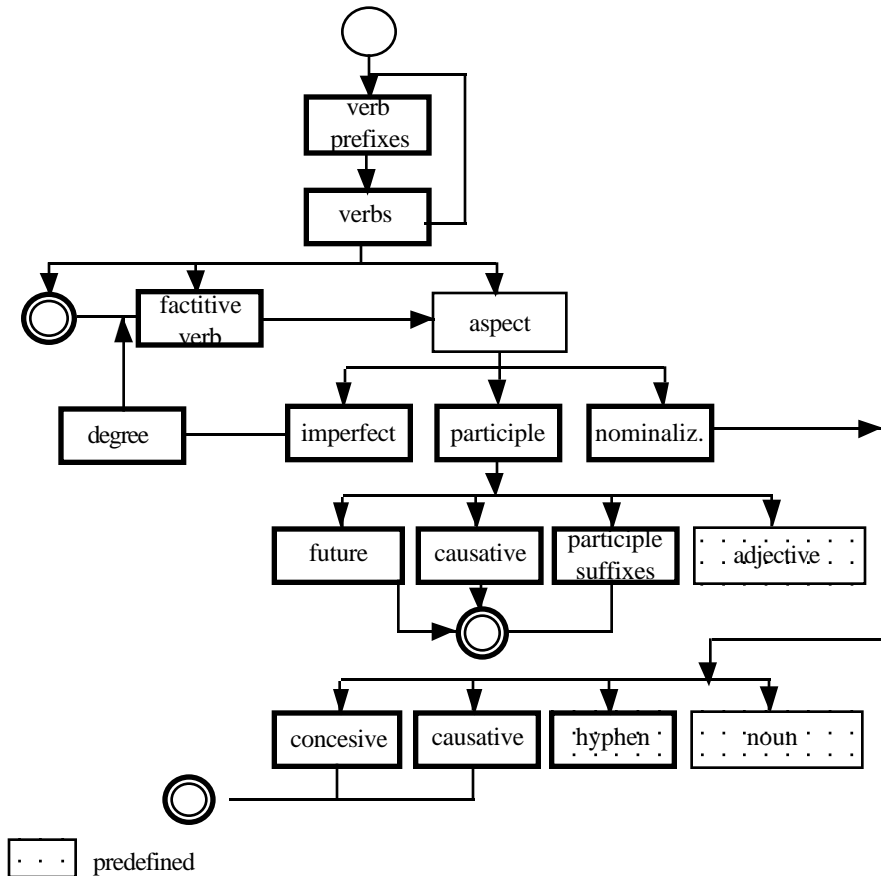 verb
prefixes
verbs
factitive
verb
aspect
degree
imperfect
participle
nominaliz.
future
causative
participle
suffixes
adjective
concesive
causative
hyphen
noun
predefined